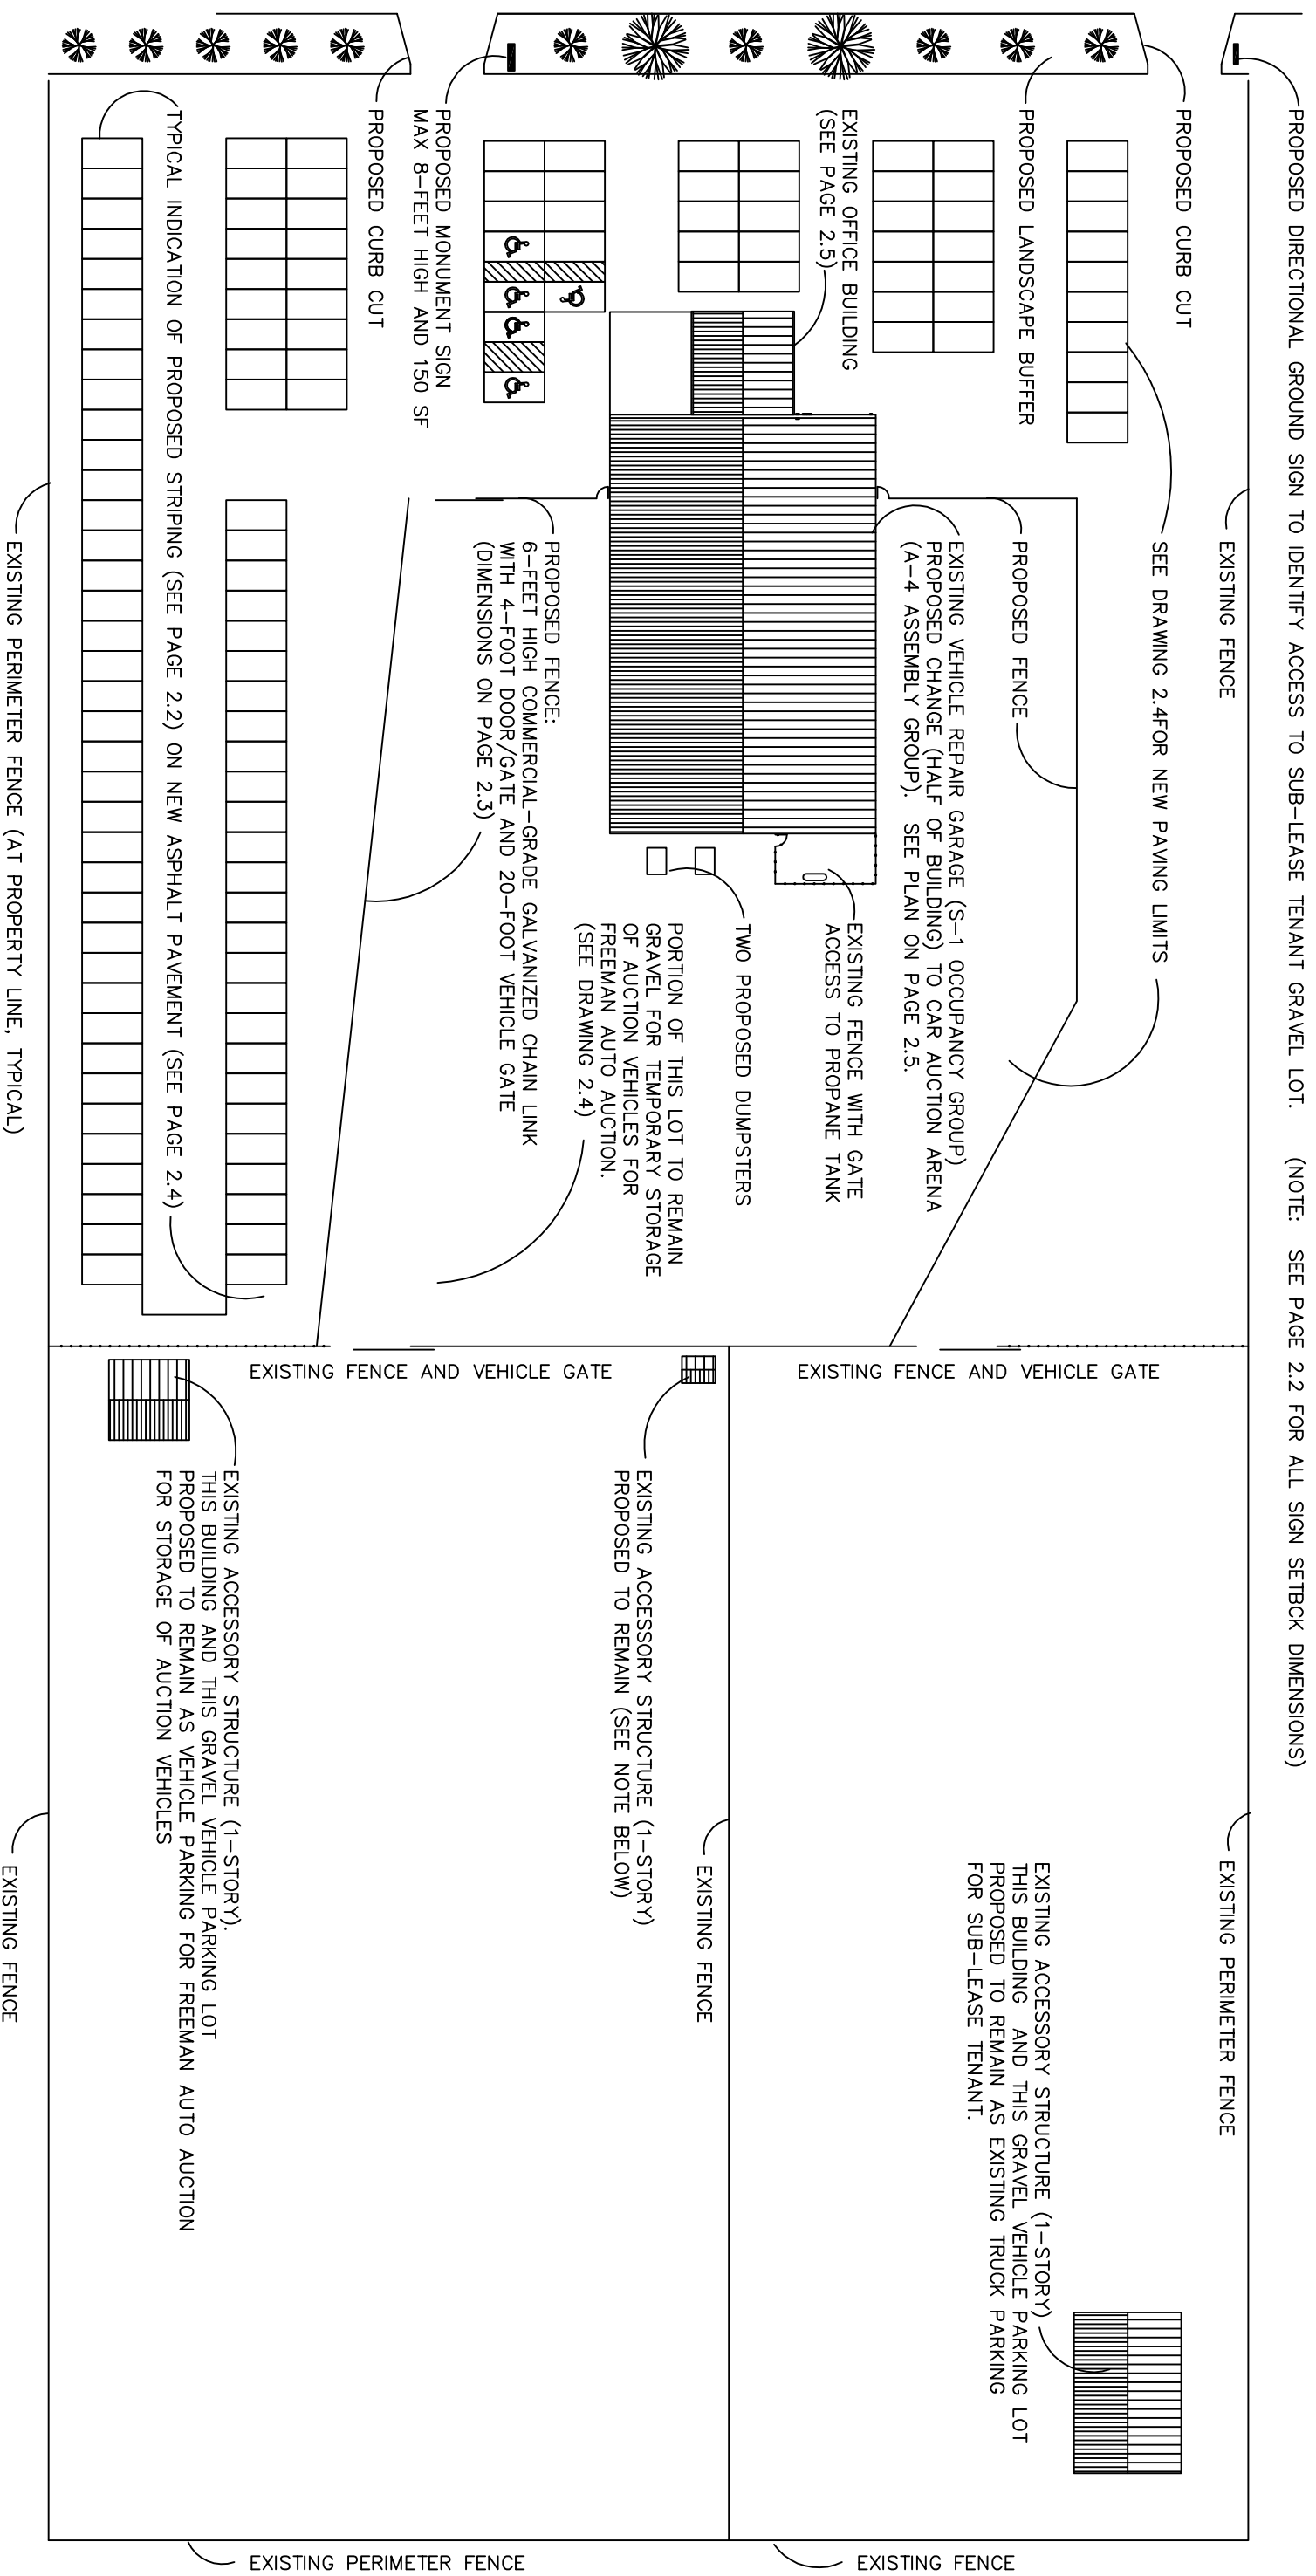 PROPOSED DIRECTIONAL GROUND SIGN TO IDENTIFY ACCESS TO SUB-LEASE TENANT GRAVEL LOT. (NOTE: SEE PAGE 2.2 FOR ALL SIGN SETBCK DIMENSIONS)
EXISTING FENCE
EXISTING PERIMETER FENCE
PROPOSED CURB CUT
SEE DRAWING 2.4FOR NEW PAVING LIMITS
PROPOSED LANDSCAPE BUFFER
PROPOSED FENCE
EXISTING ACCESSORY STRUCTURE (1-STORY)
THIS BUILDING AND THIS GRAVEL VEHICLE PARKING LOT
PROPOSED TO REMAIN AS EXISTING TRUCK PARKING
FOR SUB-LEASE TENANT.
EXISTING VEHICLE REPAIR GARAGE (S-1 OCCUPANCY GROUP)
PROPOSED CHANGE (HALF OF BUILDING) TO CAR AUCTION ARENA
(A-4 ASSEMBLY GROUP). SEE PLAN ON PAGE 2.5.
EXISTING OFFICE BUILDING
(SEE PAGE 2.5)
EXISTING FENCE WITH GATE
ACCESS TO PROPANE TANK
EXISTING FENCE AND VEHICLE GATE
TWO PROPOSED DUMPSTERS
EXISTING FENCE
PORTION OF THIS LOT TO REMAIN
GRAVEL FOR TEMPORARY STORAGE
OF AUCTION VEHICLES FOR
FREEMAN AUTO AUCTION.
(SEE DRAWING 2.4)
EXISTING ACCESSORY STRUCTURE (1-STORY)
PROPOSED TO REMAIN (SEE NOTE BELOW)
PROPOSED FENCE:
6-FEET HIGH COMMERCIAL-GRADE GALVANIZED CHAIN LINK
WITH 4-FOOT DOOR/GATE AND 20-FOOT VEHICLE GATE
(DIMENSIONS ON PAGE 2.3)
PROPOSED MONUMENT SIGN
MAX 8-FEET HIGH AND 150 SF
PROPOSED CURB CUT
EXISTING FENCE AND VEHICLE GATE
EXISTING ACCESSORY STRUCTURE (1-STORY).
THIS BUILDING AND THIS GRAVEL VEHICLE PARKING LOT
PROPOSED TO REMAIN AS VEHICLE PARKING FOR FREEMAN AUTO AUCTION
FOR STORAGE OF AUCTION VEHICLES
TYPICAL INDICATION OF PROPOSED STRIPING (SEE PAGE 2.2) ON NEW ASPHALT PAVEMENT (SEE PAGE 2.4)
EXISTING PERIMETER FENCE (AT PROPERTY LINE, TYPICAL)
EXISTING FENCE
EXISTING PERIMETER FENCE
EXISTING FENCE